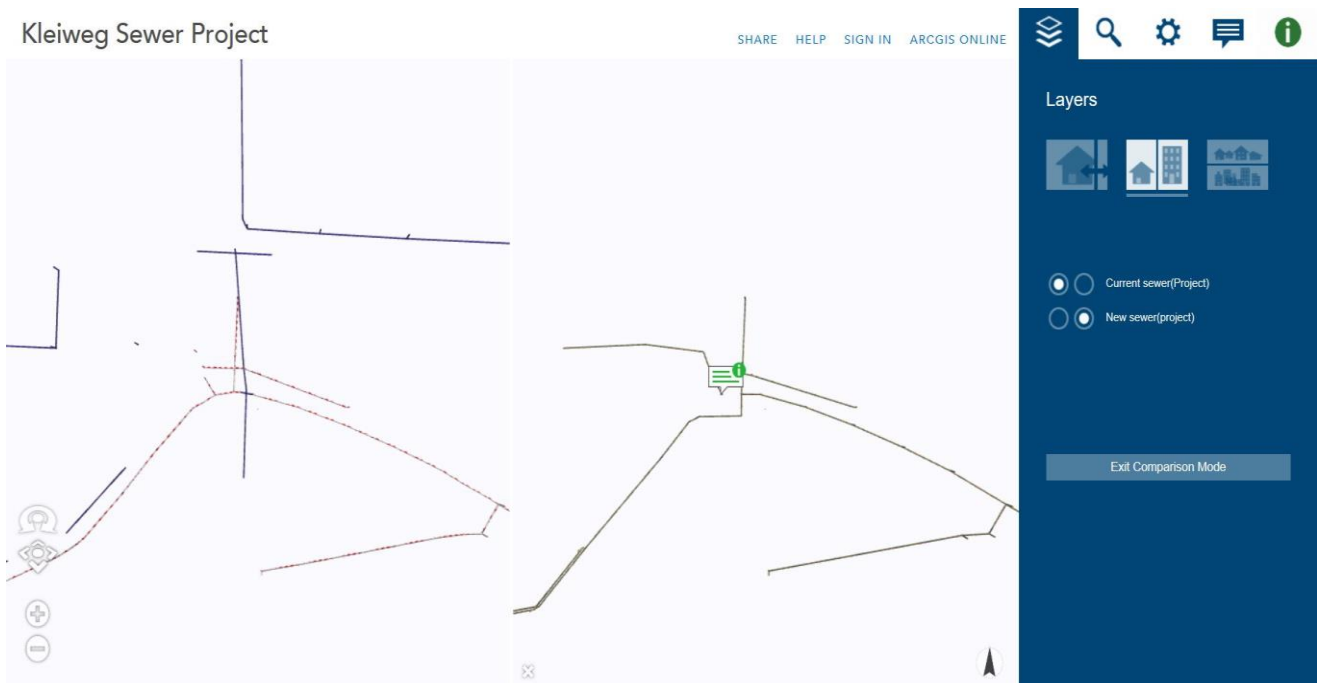 Kleiweg Sewer Project
SHARE HELP SIGN IN ARCGIS ONLINE
Layers
Current sewer(Project)
New sewer(project)
Exit Comparison Mode